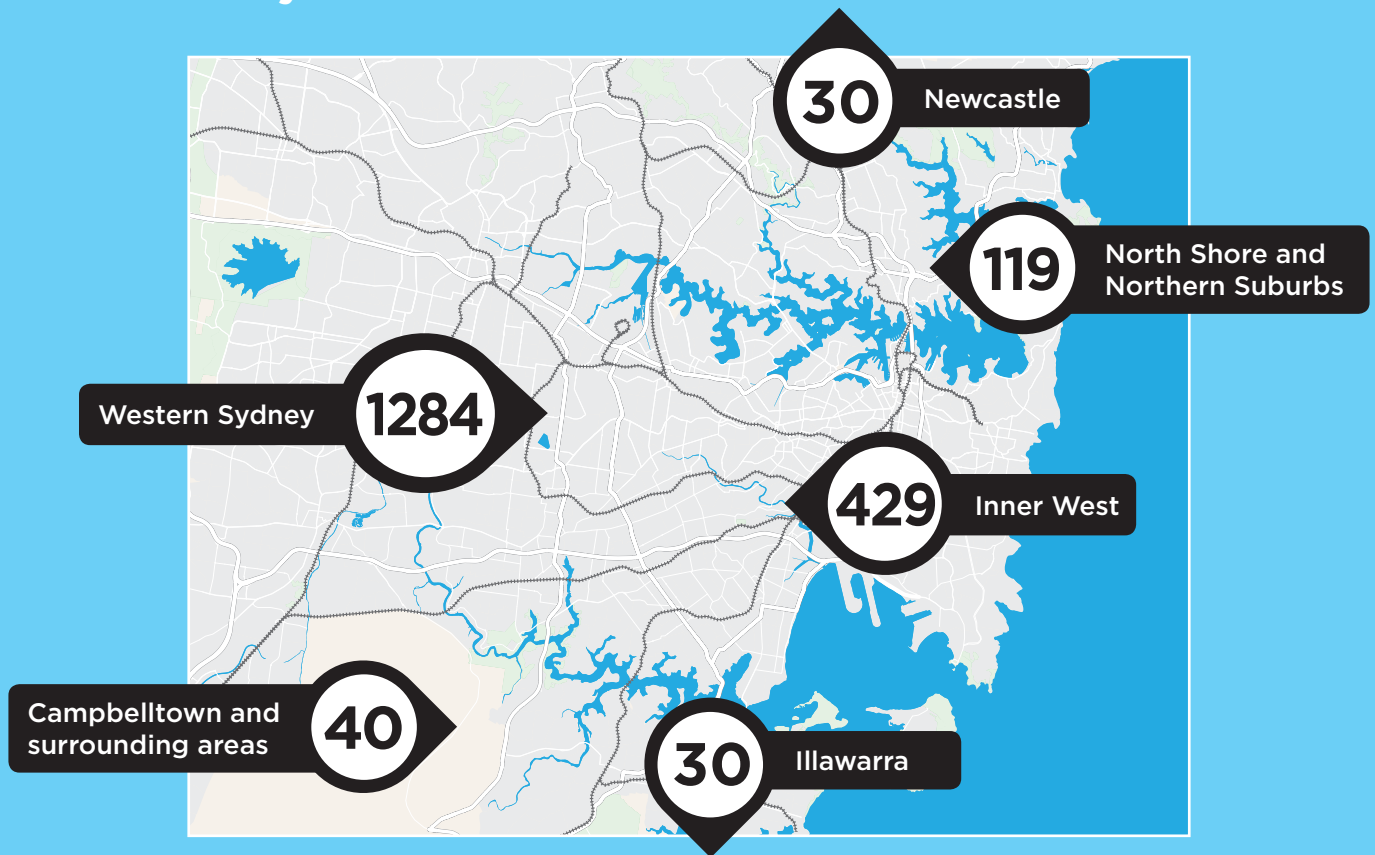 30
Newcastle
119
North Shore and
Northern Suburbs
Western Sydney
1284
429
Inner West
Campbelltown and
surrounding areas
40
30
Illawarra